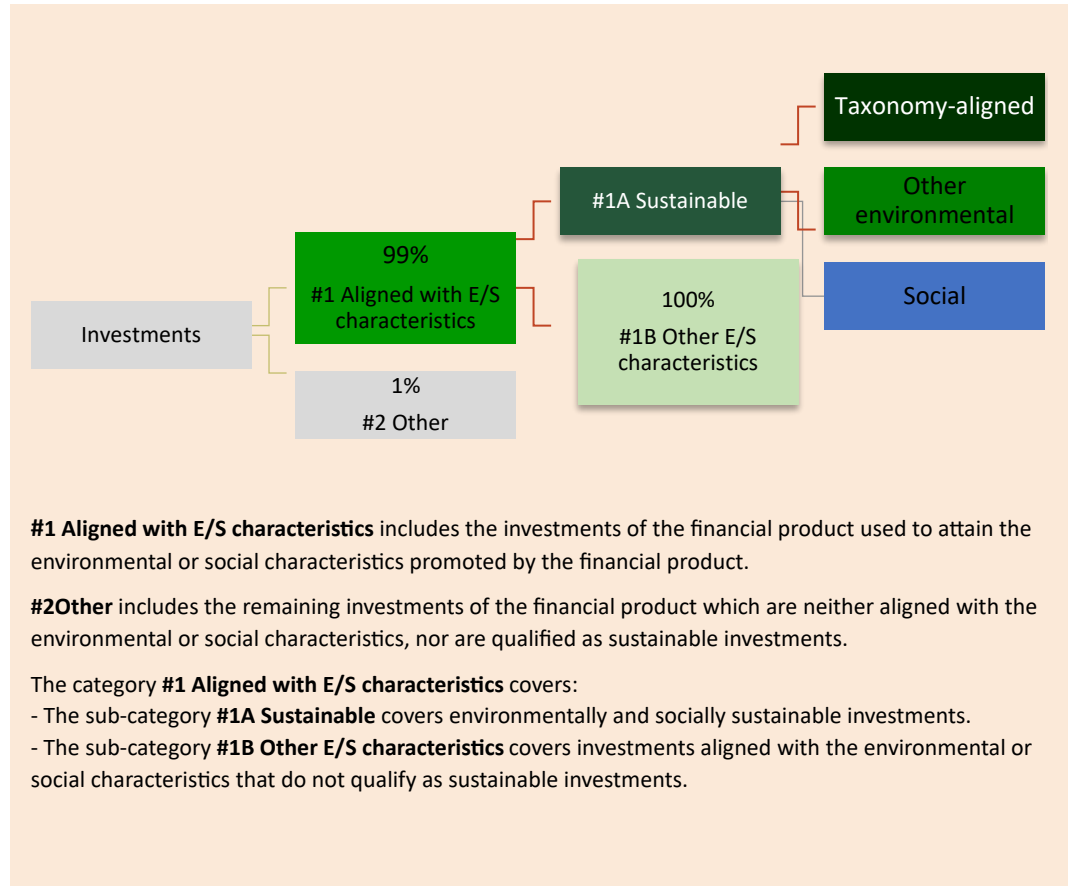 Taxonomy-aligned
#1A Sustainable
Other
environmental
99%
#1 Aligned with E/S
characteristics
100%
#1B Other E/S
characteristics
Social
Investments
1%
#2 Other
#1 Aligned with E/S characteristics includes the investments of the financial product used to attain the
environmental or social characteristics promoted by the financial product.
#2Other includes the remaining investments of the financial product which are neither aligned with the
environmental or social characteristics, nor are qualified as sustainable investments.
The category #1 Aligned with E/S characteristics covers:
- The sub-category #1A Sustainable covers environmentally and socially sustainable investments.
- The sub-category #1B Other E/S characteristics covers investments aligned with the environmental or
social characteristics that do not qualify as sustainable investments.